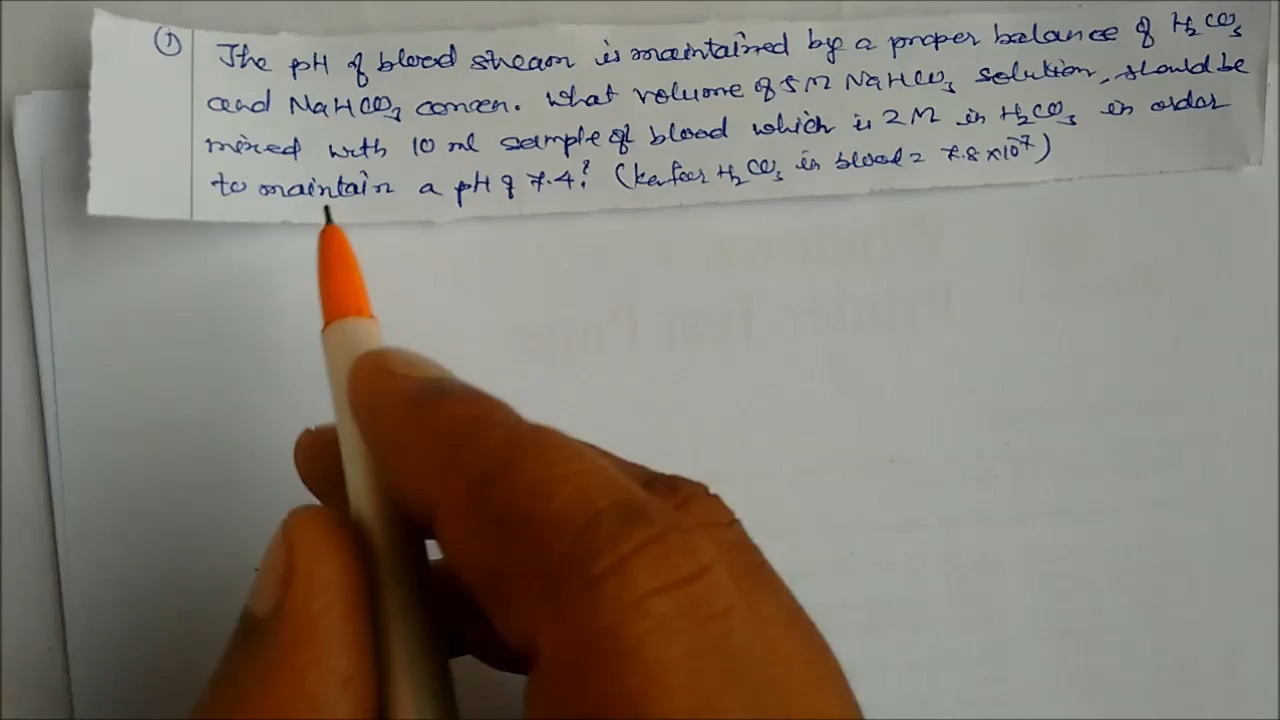 ① The pH of blood stream is maintained by a proper balance of H₂CO₃
and NaHCO₃ concen. What volume of 5M NaHCO₃ solution, should be
mixed with 10 ml sample of blood which is 2M in H₂CO₃ in order
to maintain a pH of 7.4? (ka for H₂CO₃ in blood = 7.8×10⁻⁷)